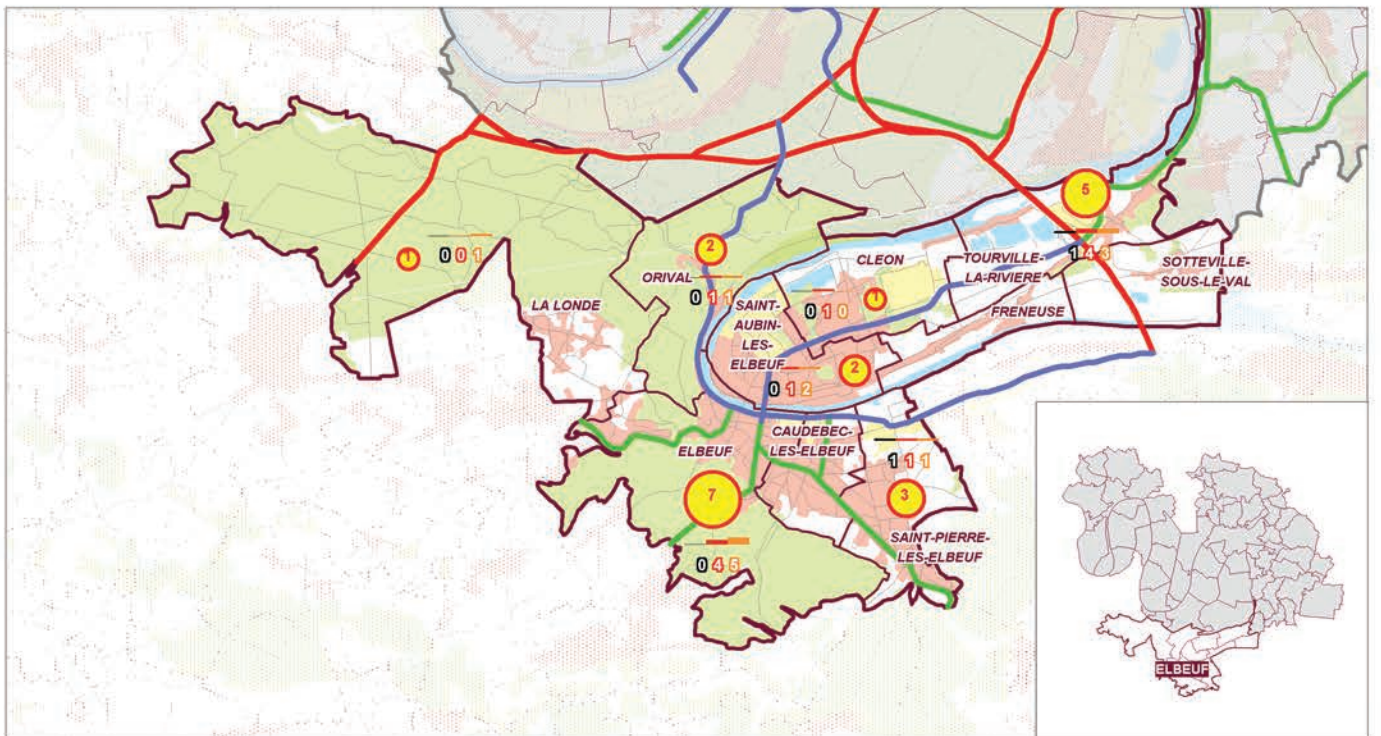 5
1 4 3
2
0 1 1
1
0 0 1
ORIVAL
LA LONDE
CLEON
TOURVILLE-
LA-RIVIERE
SOTTEVILLE-
SOUS-LE-VAL
1
0 1 0
SAINT-
AUBIN-
LES-
ELBEUF
FRENEUSE
2
0 1 2
ELBEUF
CAUDEBEC-
LES-ELBEUF
1 1 1
7
0 4 5
3
SAINT-PIERRE-
LES-ELBEUF
ELBEUF